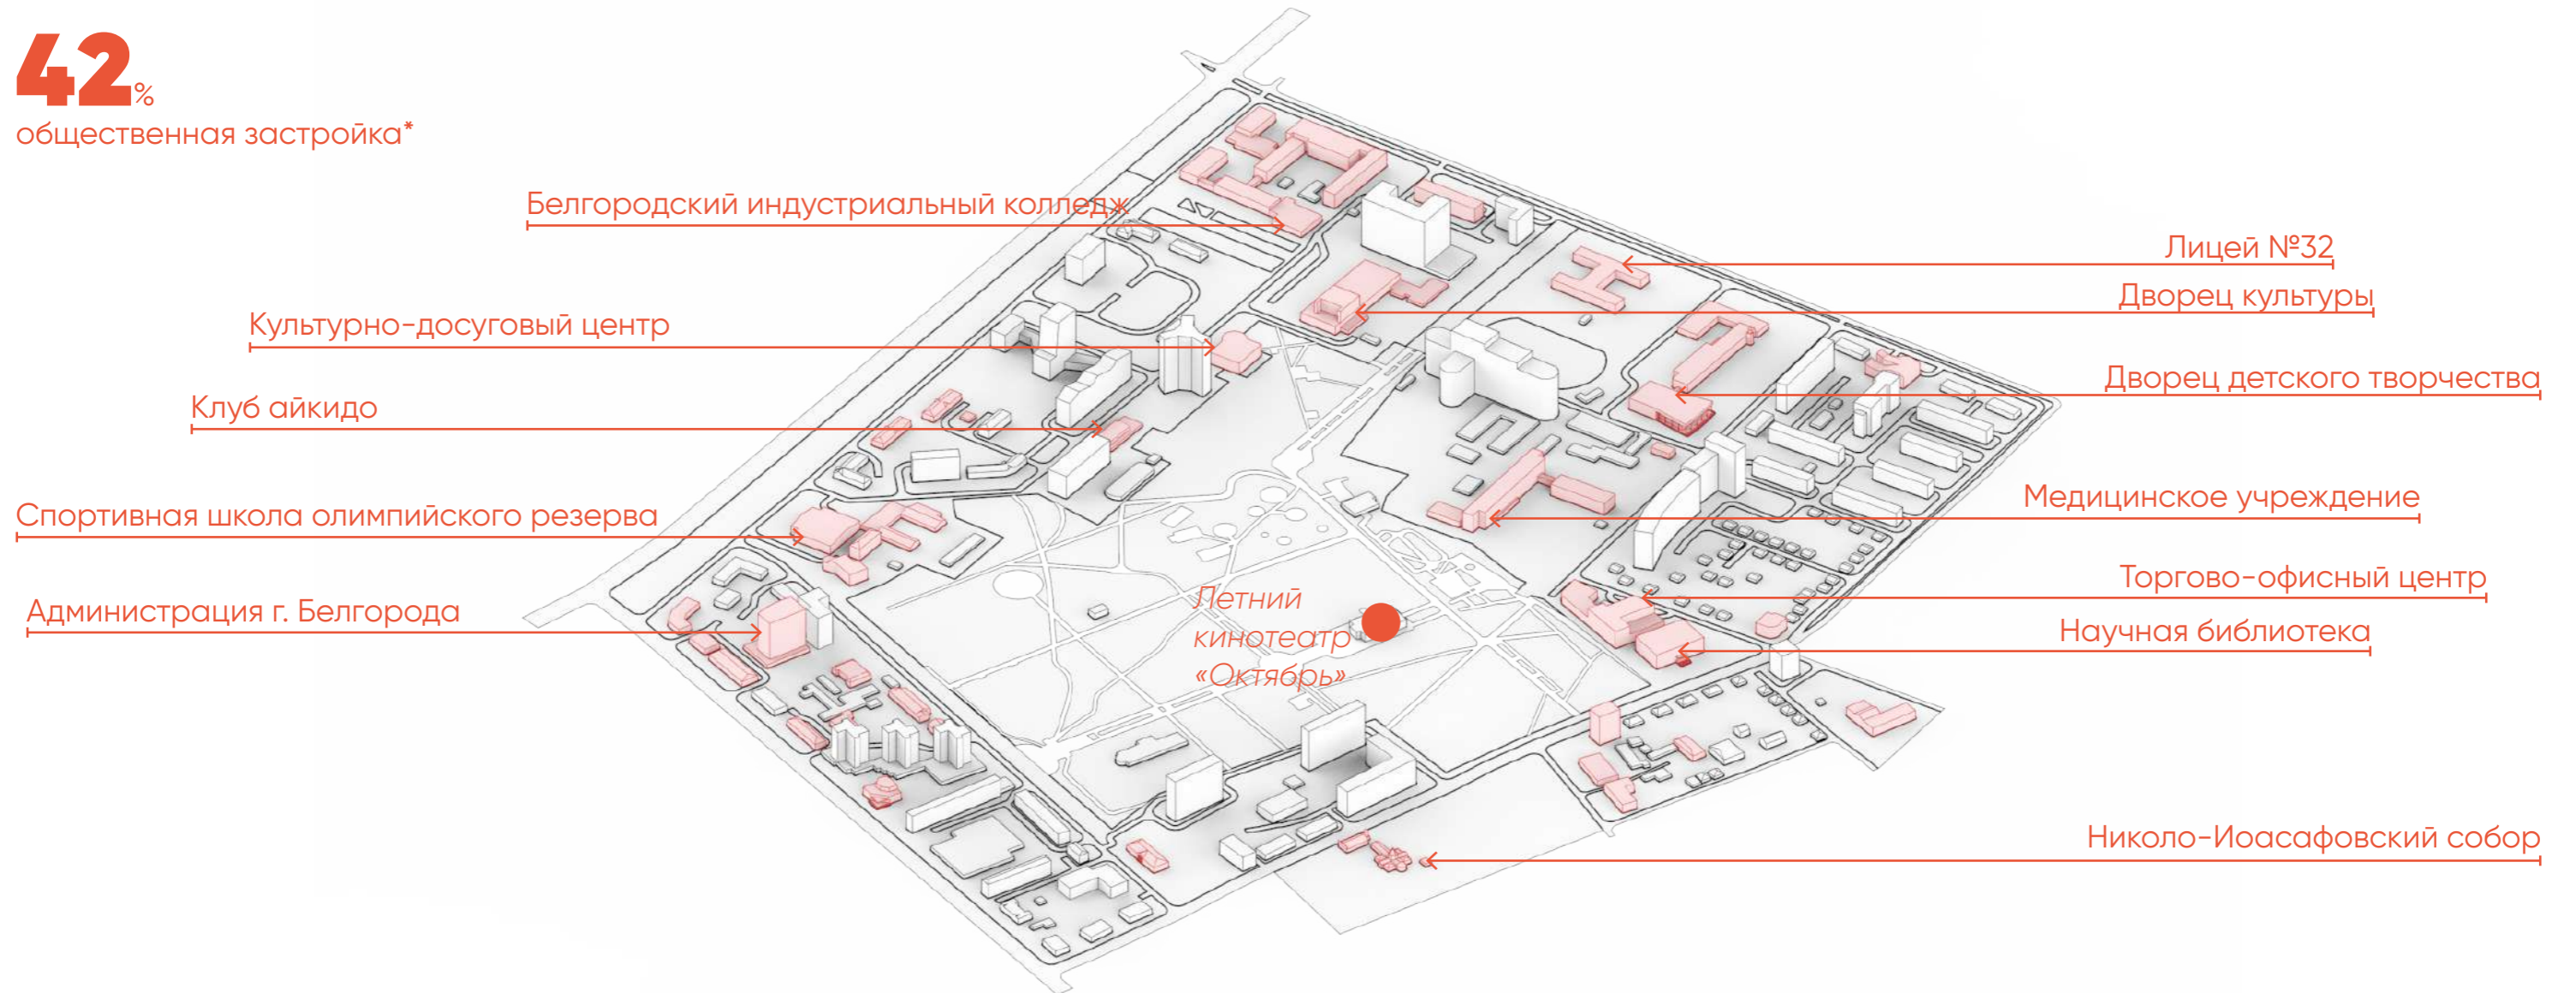 42%
общественная застройка*
Белгородский индустриальный колледж
Культурно-досуговый центр
Клуб айкидо
Спортивная школа олимпийского резерва
Администрация г. Белгорода
Летний
кинотеатр
«Октябрь»
Лицей №32
Дворец культуры
Дворец детского творчества
Медицинское учреждение
Торгово-офисный центр
Научная библиотека
Николо-Иоасафовский собор